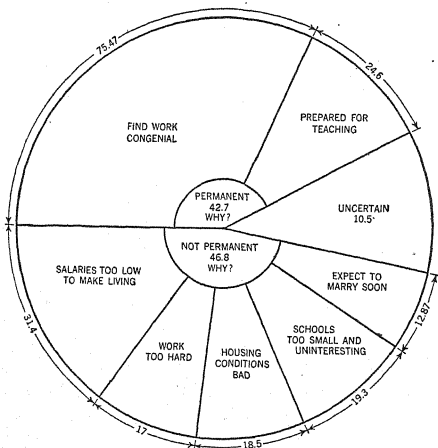 75.47
24.6
FIND WORK
CONGENIAL
PREPARED FOR
TEACHING
PERMANENT
42.7
WHY?
UNCERTAIN
10.5
NOT PERMANENT
46.8
WHY?
SALARIES TOO LOW
TO MAKE LIVING
EXPECT TO
MARRY SOON
12.87
SCHOOLS
TOO SMALL AND
UNINTERESTING
WORK
TOO HARD
HOUSING
CONDITIONS
BAD
31.4
19.3
17
18.5